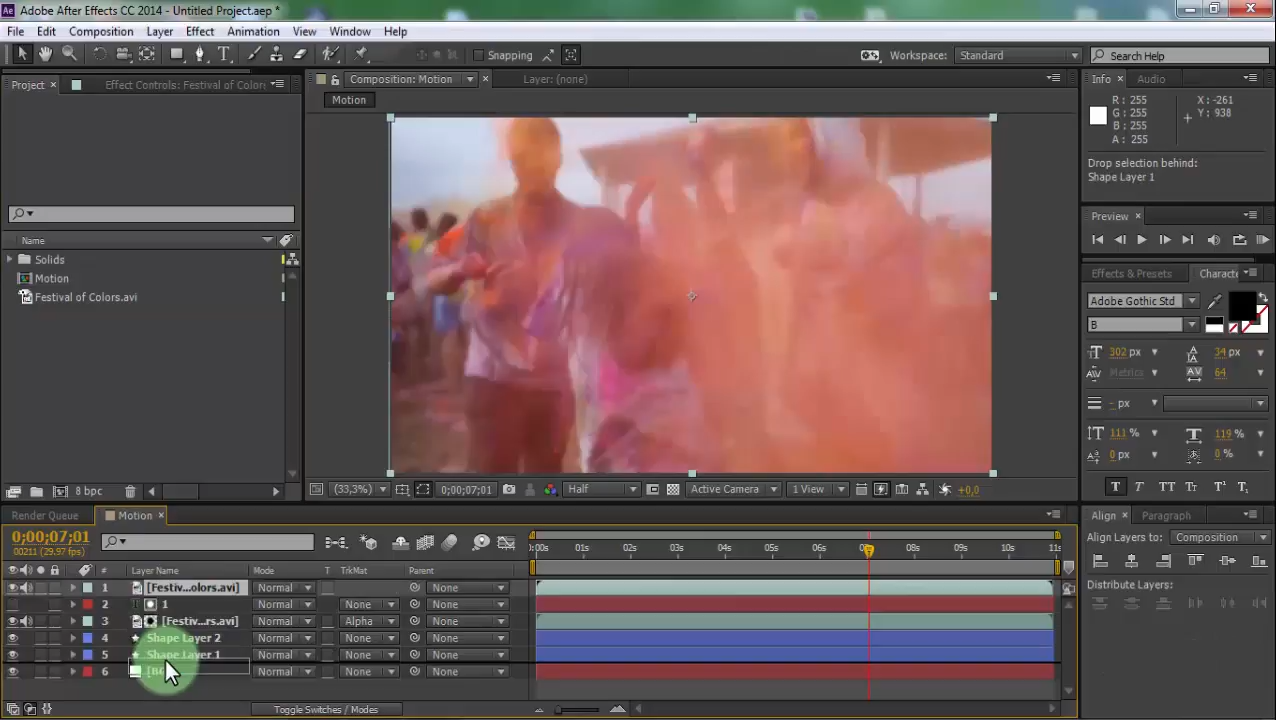 Adobe After Effects CC 2014 - Untitled Project.aep *
File Edit Composition Layer Effect Animation View Window Help
Snapping
Workspace: Standard
Search Help
Project
Effect Controls: Festival of Colors
Composition: Motion
Layer: (none)
Info
Audio
Motion
R: 255
G: 255
B: 255
A: 255
X: -261
Y: 938
Drop selection behind:
Shape Layer 1
Preview
Name
Solids
Motion
Festival of Colors.avi
Effects & Presets
Characte
Adobe Gothic Std
B
302 px
34 px
Metrics
64
- px
111 %
119 %
0 px
0 %
T T TT Tr T¹ T₁
8 bpc
(33,3%)
0;00;07;01
Half
Active Camera
1 View
+0,0
Render Queue
Motion
Align
Paragraph
0;00;07;01
00211 (29.97 fps)
:00s 01s 02s 03s 04s 05s 06s 08s 09s 10s 11s
Align Layers to: Composition
Distribute Layers:
# Layer Name Mode T TrkMat Parent
1 [Festiv...olors.avi] Normal None
2 T 1 Normal None None
3 [Festiv...rs.avi] Normal Alpha None
4 Shape Layer 2 Normal None None
5 Shape Layer 1 Normal None None
6 Normal None None
Toggle Switches / Modes